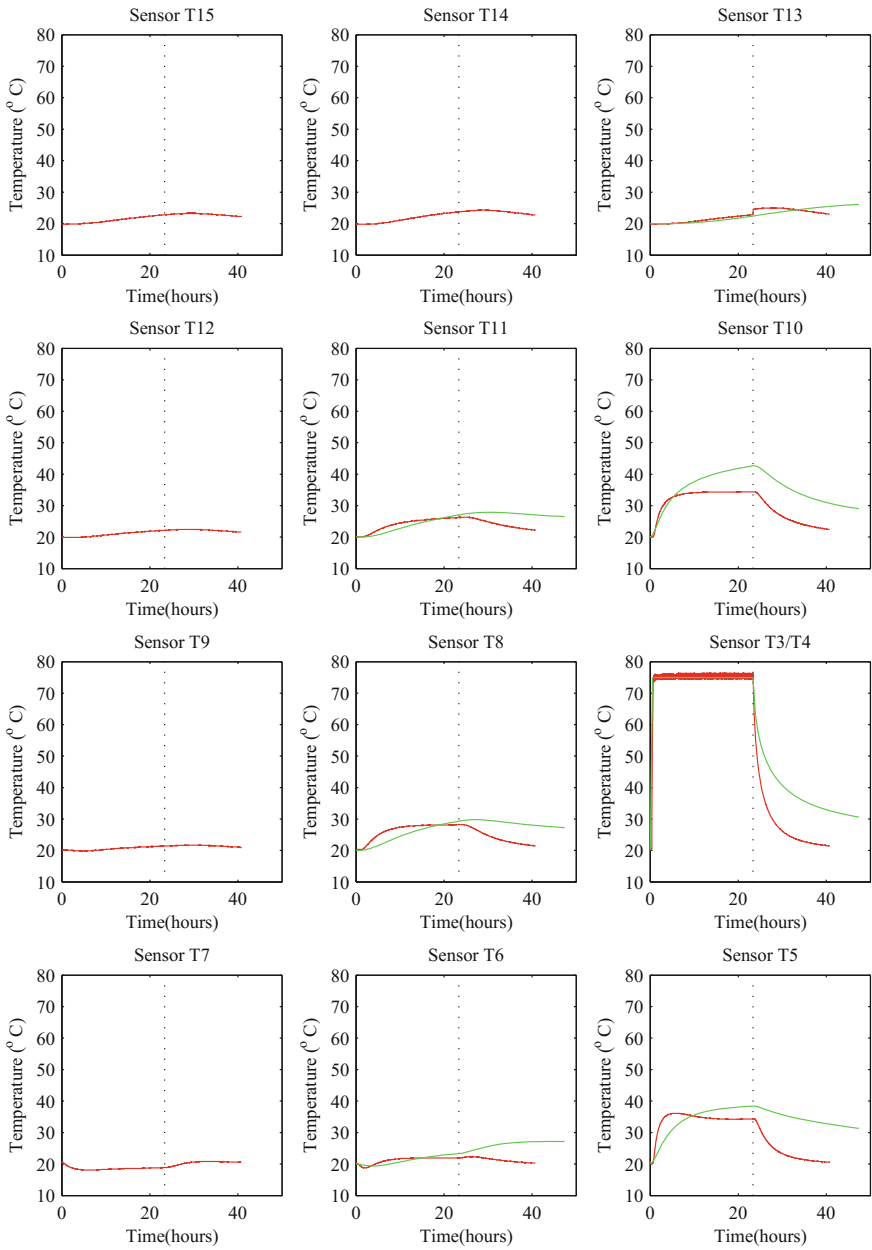 Sensor T15
80
70
60
50
40
30
20
10
0 20 40
Temperature (o C)
Time(hours)
Sensor T14
80
70
60
50
40
30
20
10
0 20 40
Temperature (o C)
Time(hours)
Sensor T13
80
70
60
50
40
30
20
10
0 20 40
Temperature (o C)
Time(hours)
Sensor T12
80
70
60
50
40
30
20
10
0 20 40
Temperature (o C)
Time(hours)
Sensor T11
80
70
60
50
40
30
20
10
0 20 40
Temperature (o C)
Time(hours)
Sensor T10
80
70
60
50
40
30
20
10
0 20 40
Temperature (o C)
Time(hours)
Sensor T9
80
70
60
50
40
30
20
10
0 20 40
Temperature (o C)
Time(hours)
Sensor T8
80
70
60
50
40
30
20
10
0 20 40
Temperature (o C)
Time(hours)
Sensor T3/T4
80
70
60
50
40
30
20
10
0 20 40
Temperature (o C)
Time(hours)
Sensor T7
80
70
60
50
40
30
20
10
0 20 40
Temperature (o C)
Time(hours)
Sensor T6
80
70
60
50
40
30
20
10
0 20 40
Temperature (o C)
Time(hours)
Sensor T5
80
70
60
50
40
30
20
10
0 20 40
Temperature (o C)
Time(hours)